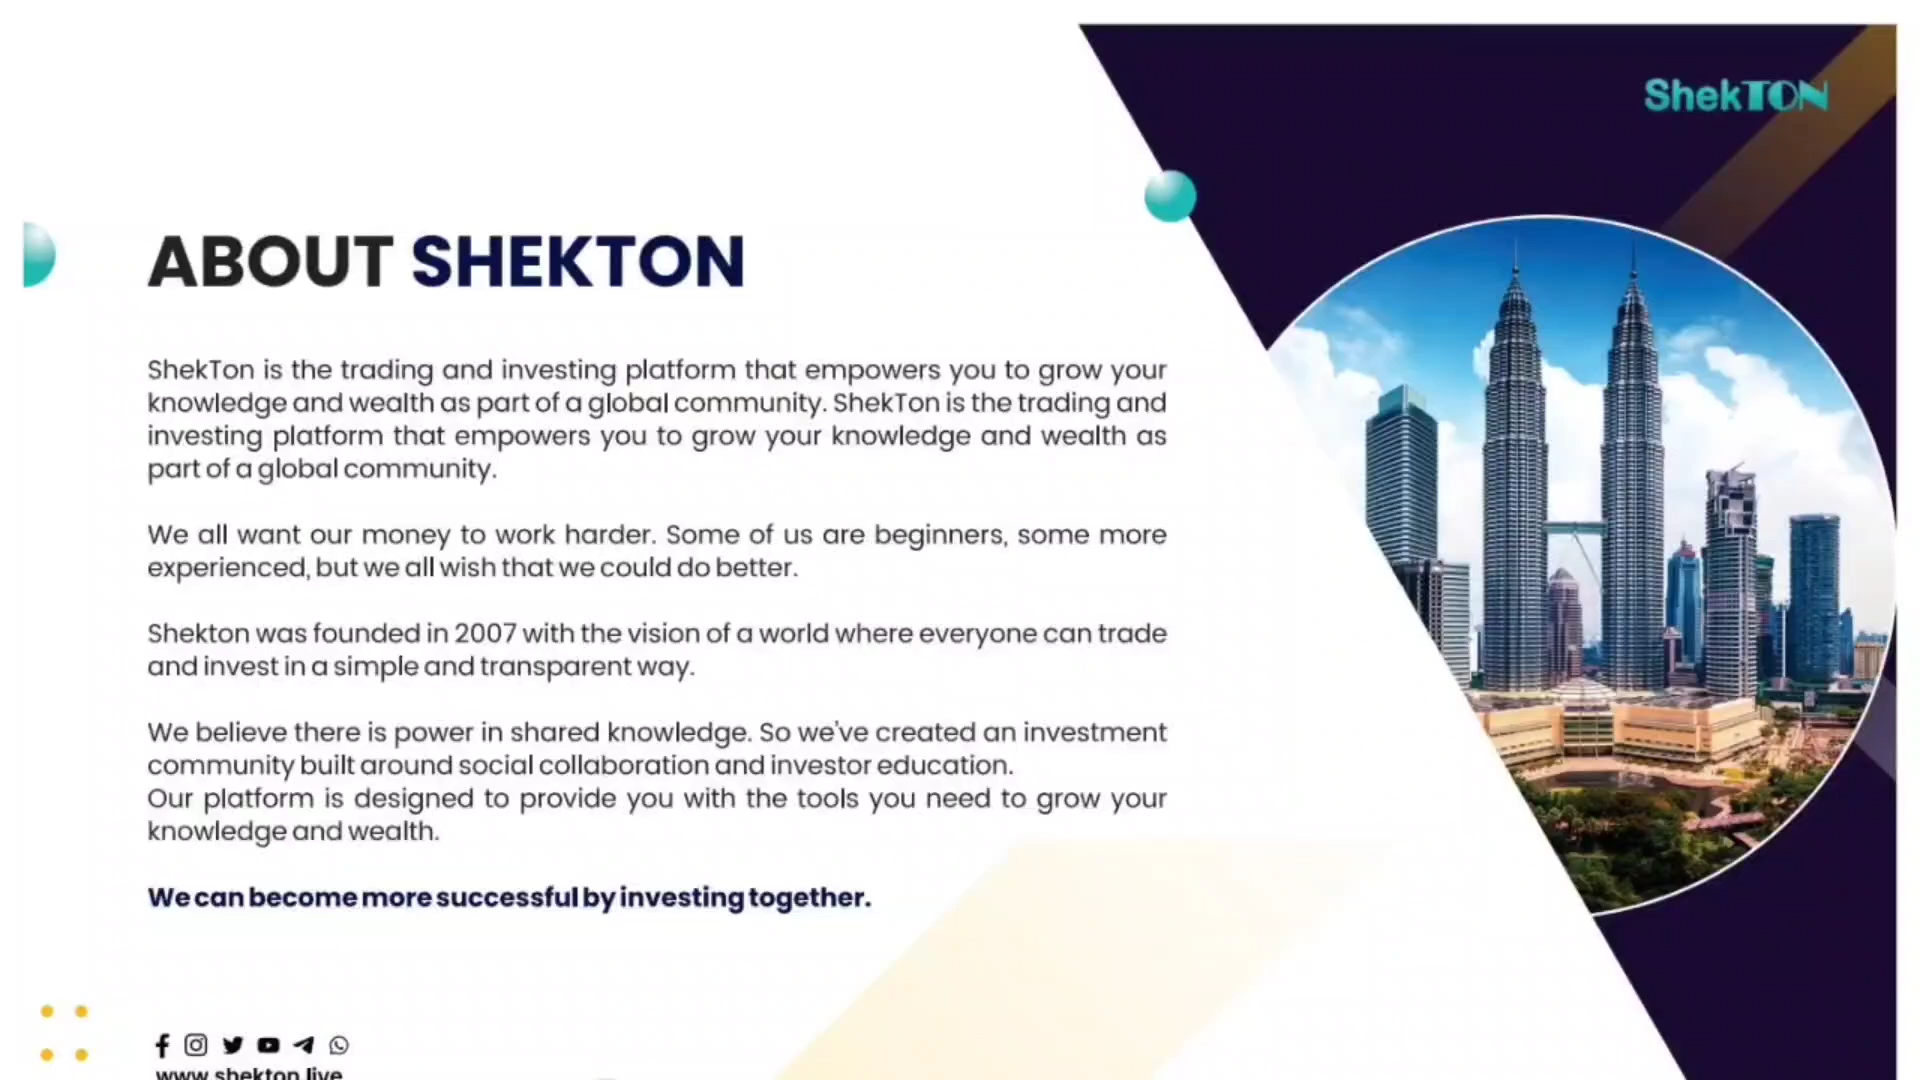 ShekTON
ABOUT SHEKTON
ShekTon is the trading and investing platform that empowers you to grow your
knowledge and wealth as part of a global community. ShekTon is the trading and
investing platform that empowers you to grow your knowledge and wealth as
part of a global community.
We all want our money to work harder. Some of us are beginners, some more
experienced, but we all wish that we could do better.
Shekton was founded in 2007 with the vision of a world where everyone can trade
and invest in a simple and transparent way.
We believe there is power in shared knowledge. So we've created an investment
community built around social collaboration and investor education.
Our platform is designed to provide you with the tools you need to grow your
knowledge and wealth.
We can become more successful by investing together.
www.shekton.live